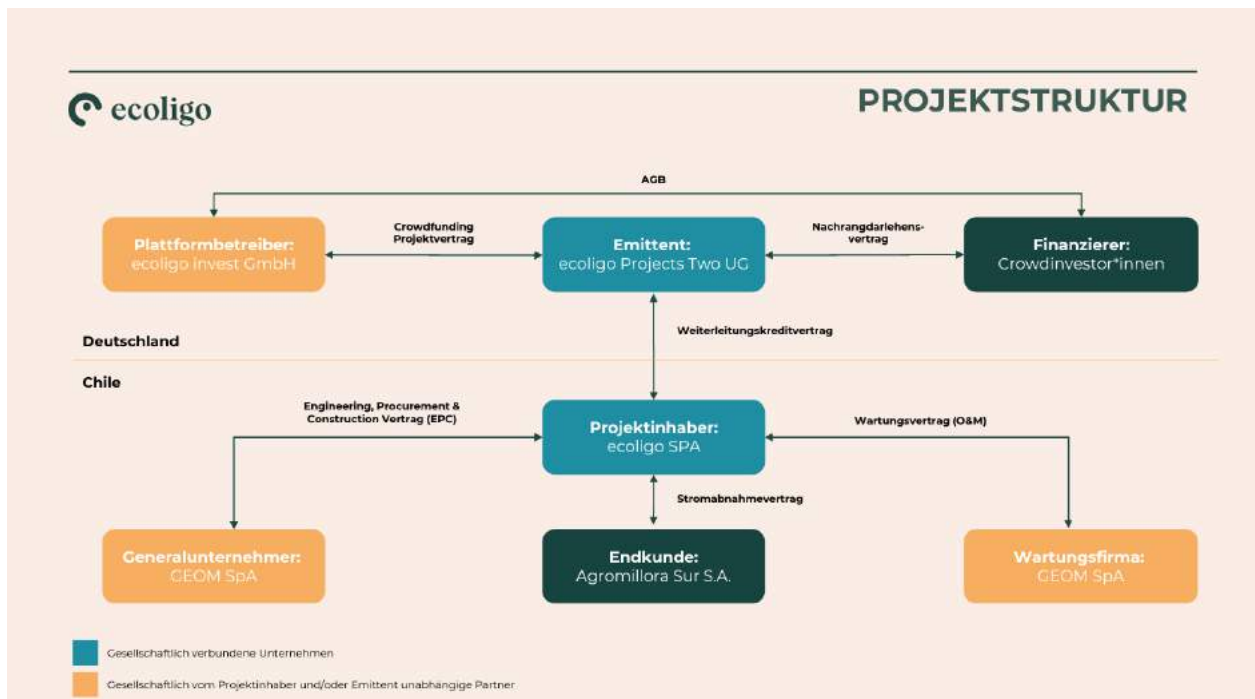 ecoligo
PROJEKTSTRUKTUR
AGB
Plattformbetreiber:
ecoligo invest GmbH
Crowdfunding
Projektvertrag
Emittent:
ecoligo Projects Two UG
Nachrangdarlehens-
vertrag
Finanzierer:
Crowdinvestor*innen
Weiterleitungskreditvertrag
Deutschland
Chile
Engineering, Procurement &
Construction Vertrag (EPC)
Projektinhaber:
ecoligo SPA
Wartungsvertrag (O&M)
Stromabnahmevertrag
Generalunternehmer:
GEOM SpA
Endkunde:
Agromillora Sur S.A.
Wartungsfirma:
GEOM SpA
Gesellschaftlich verbundene Unternehmen
Gesellschaftlich vom Projektinhaber und/oder Emittent unabhängige Partner